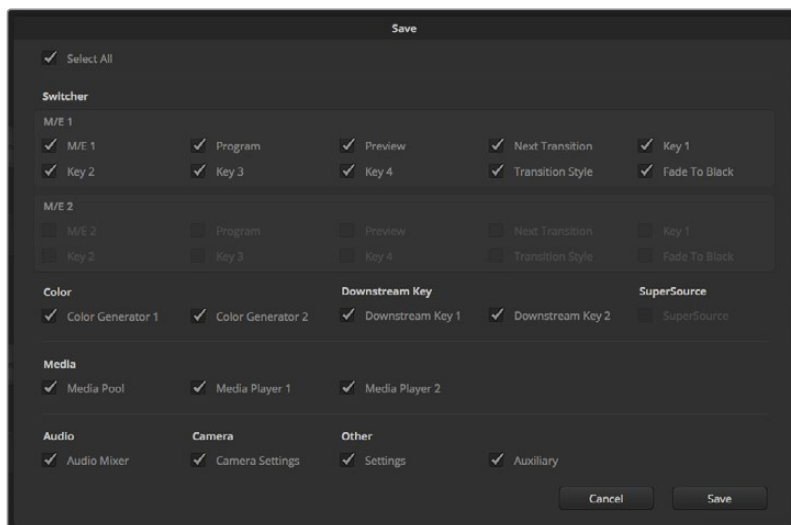 Save
Select All
Switcher
M/E 1
M/E 1 Program Preview Next Transition Key 1
Key 2 Key 3 Key 4 Transition Style Fade To Black
M/E 2
M/E 2 Program Preview Next Transition Key 1
Key 2 Key 3 Key 4 Transition Style Fade To Black
Color Downstream Key SuperSource
Color Generator 1 Color Generator 2 Downstream Key 1 Downstream Key 2 SuperSource
Media
Media Pool Media Player 1 Media Player 2
Audio Camera Other
Audio Mixer Camera Settings Settings Auxiliary
Cancel Save